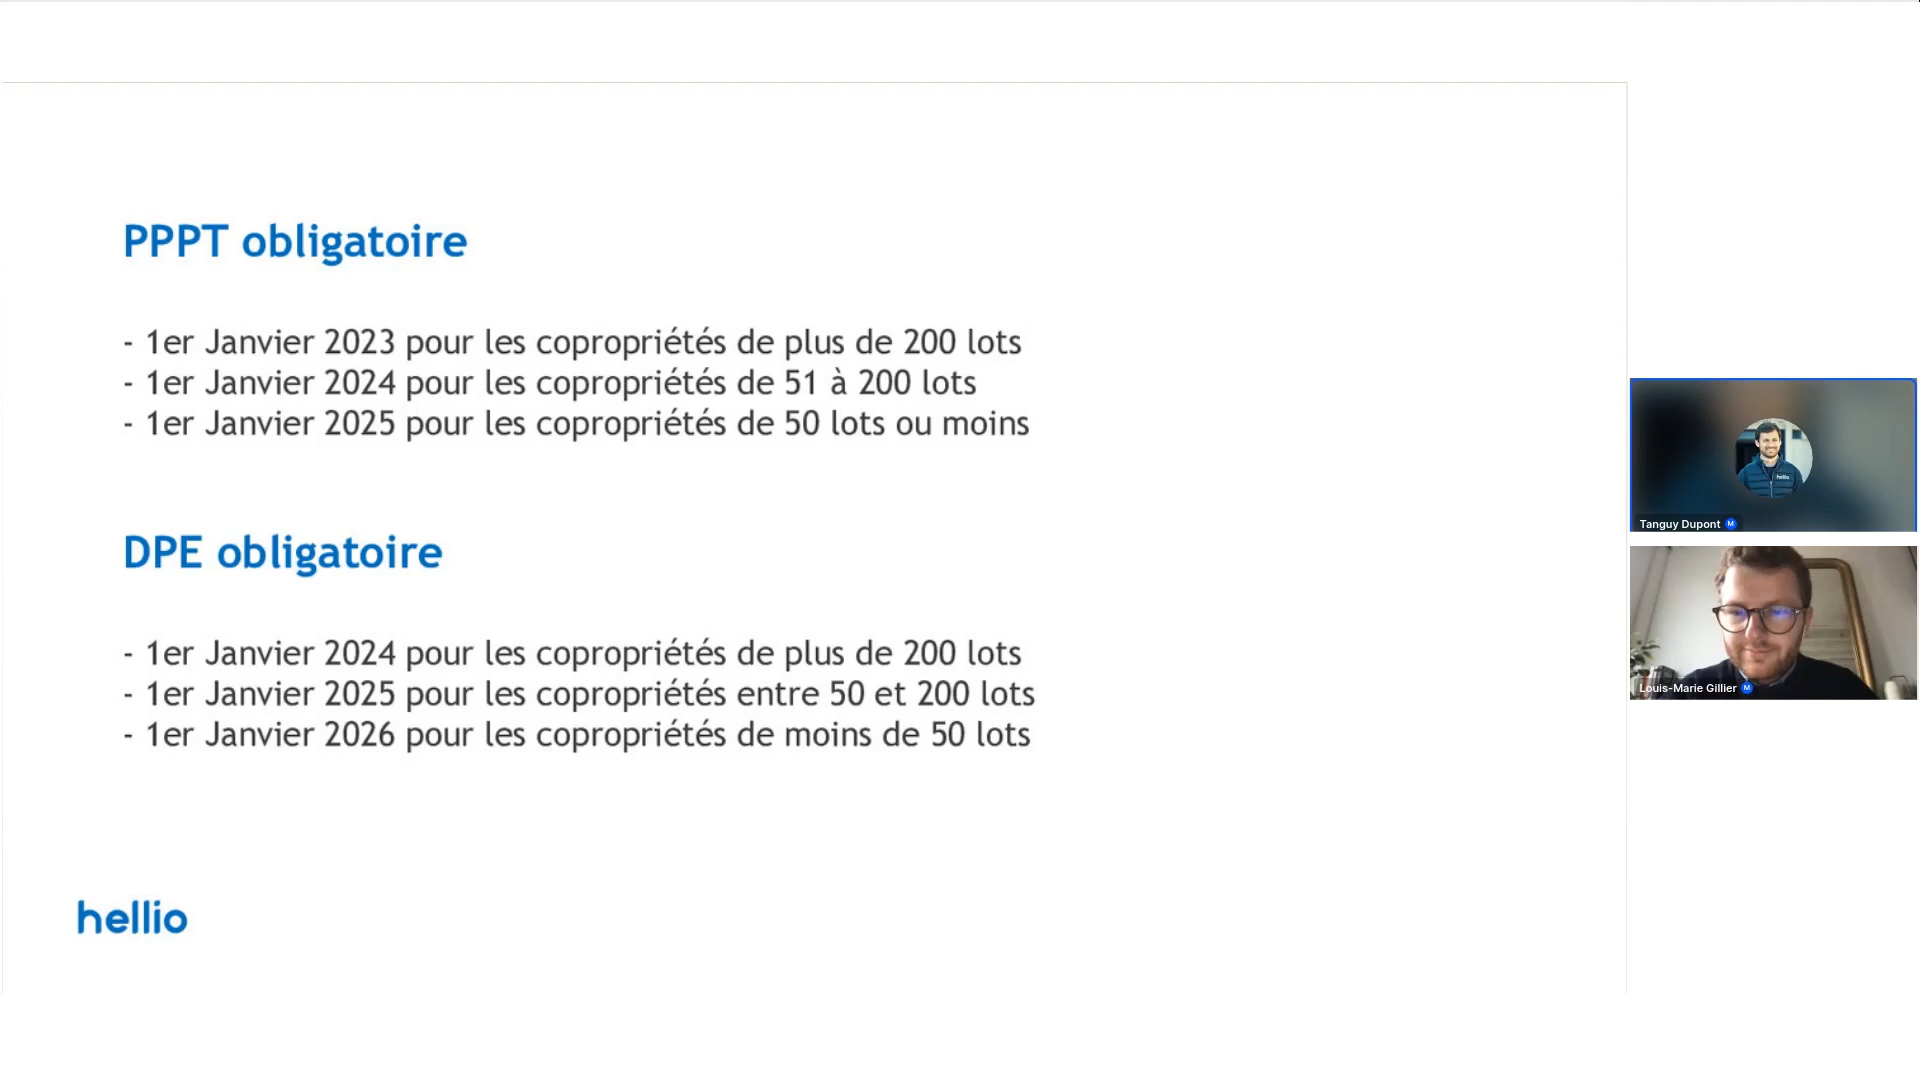 PPPT obligatoire
- 1er Janvier 2023 pour les copropriétés de plus de 200 lots
- 1er Janvier 2024 pour les copropriétés de 51 à 200 lots
- 1er Janvier 2025 pour les copropriétés de 50 lots ou moins
DPE obligatoire
- 1er Janvier 2024 pour les copropriétés de plus de 200 lots
- 1er Janvier 2025 pour les copropriétés entre 50 et 200 lots
- 1er Janvier 2026 pour les copropriétés de moins de 50 lots
hellio
hellio
Tanguy Dupont M
Louis-Marie Gillier M